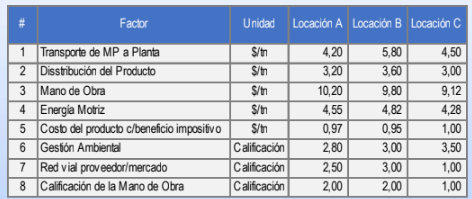 # Factor Unidad Locación A Locación B Locación C
1 Transporte de MP a Planta $/tn 4,20 5,80 4,50
2 Disstribución del Producto $/tn 3,20 3,60 3,00
3 Mano de Obra $/tn 10,20 9,80 9,12
4 Energía Motriz $/tn 4,55 4,82 4,28
5 Costo del producto c/beneficio impositivo $/tn 0,97 0,95 1,00
6 Gestión Ambiental Calificación 2,80 3,00 3,50
7 Red vial proveedor/mercado Calificación 2,50 3,00 1,00
8 Calificación de la Mano de Obra Calificación 2,00 2,00 1,00